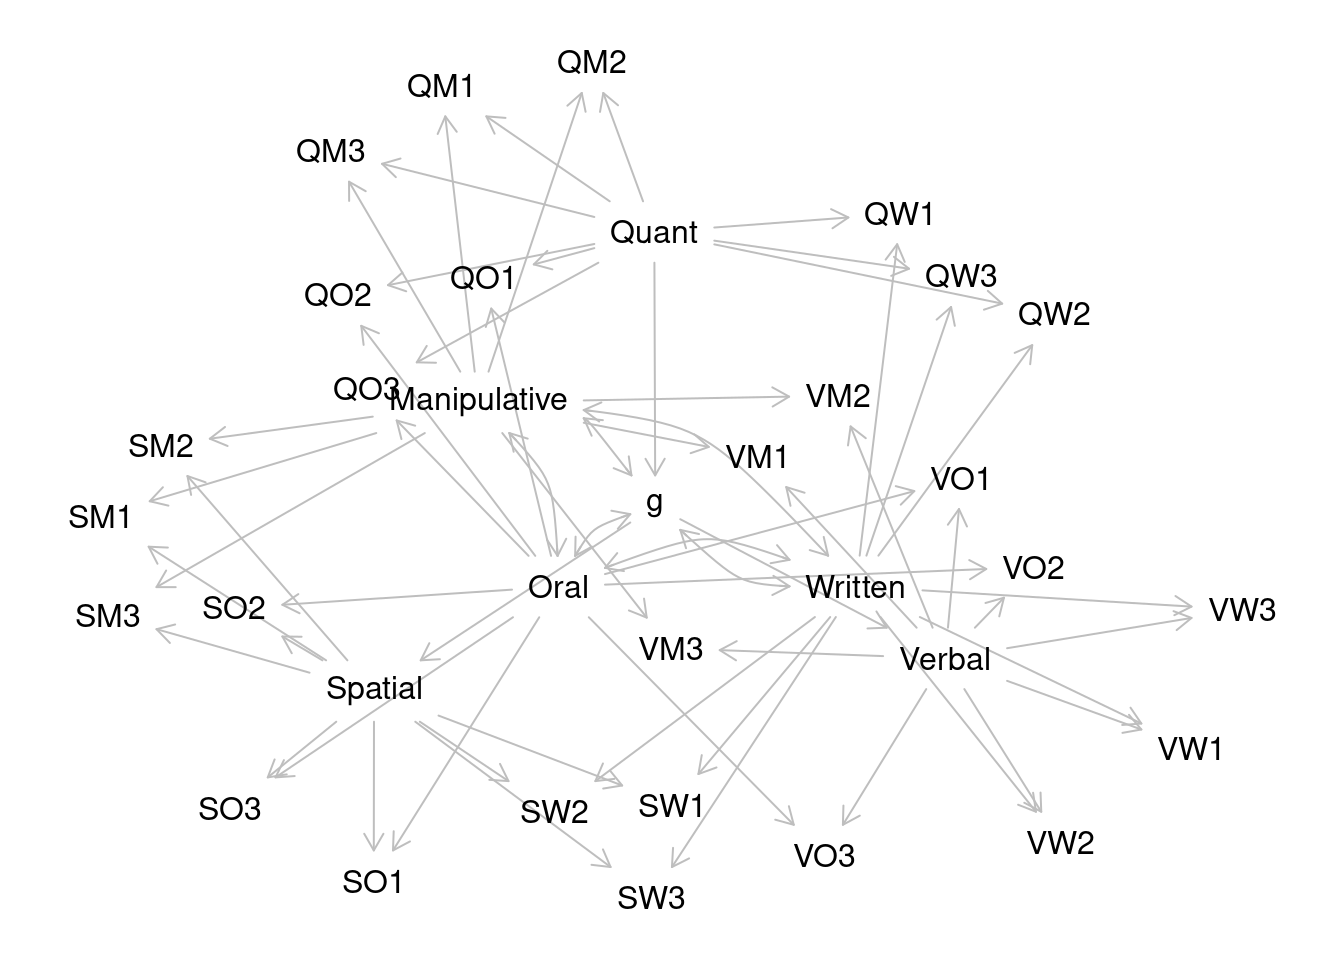 QM2
QM1
QM3
QW1
Quant
QO1
QW3
QO2
QW2
QO3
Manipulative
VM2
SM2
VM1
VO1
g
SM1
VO2
Oral
Written
SO2
VW3
SM3
VM3
Verbal
Spatial
VW1
SO3
SW2
SW1
VW2
VO3
SO1
SW3